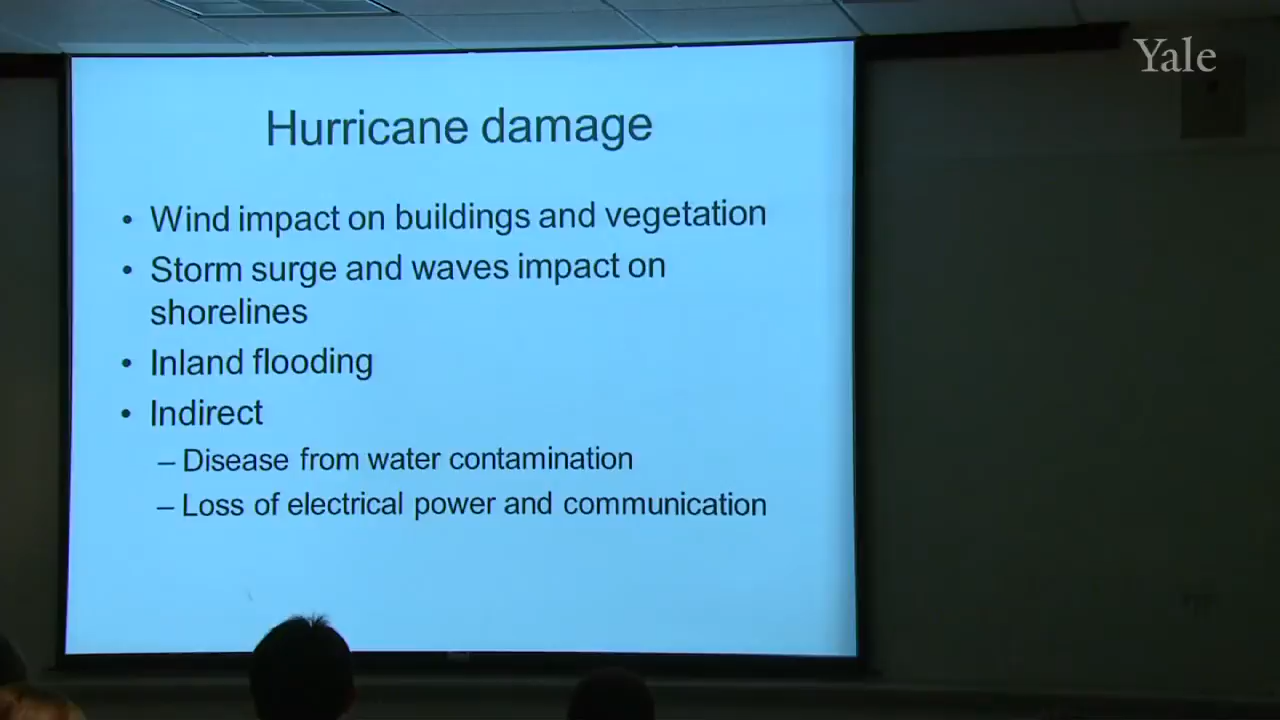 Yale
Hurricane damage
• Wind impact on buildings and vegetation
• Storm surge and waves impact on
shorelines
• Inland flooding
• Indirect
– Disease from water contamination
– Loss of electrical power and communication